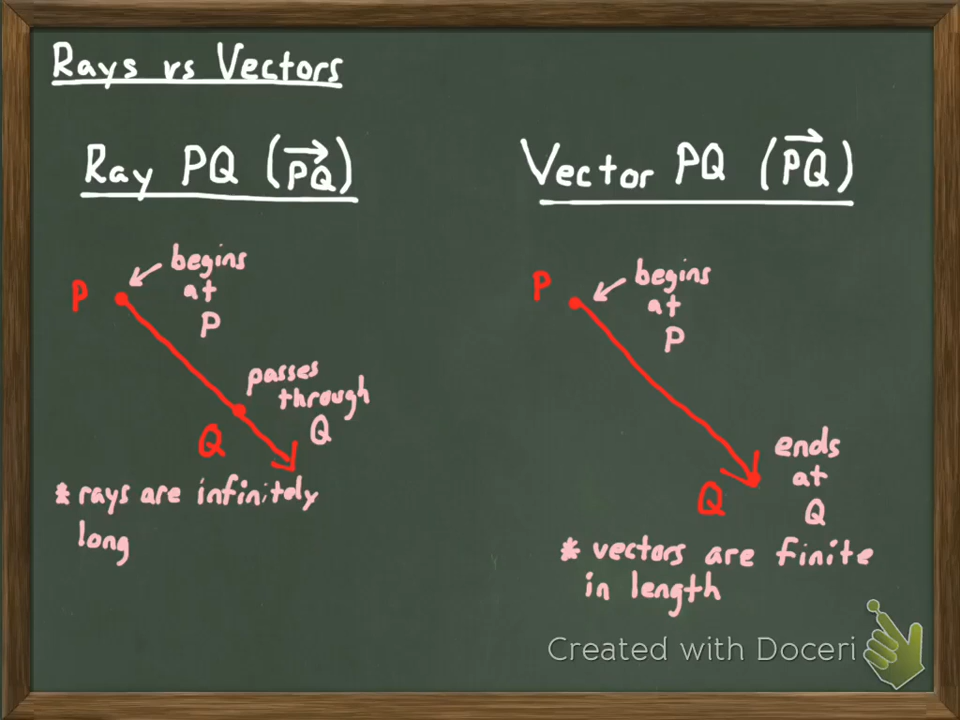 Rays vs Vectors
Ray PQ (PQ)
Vector PQ (PQ)
P
begins
at
P
passes
through
Q
Q
* rays are infinitely
long
P
begins
at
P
ends
at
Q
Q
* vectors are finite
in length
Created with Doceri